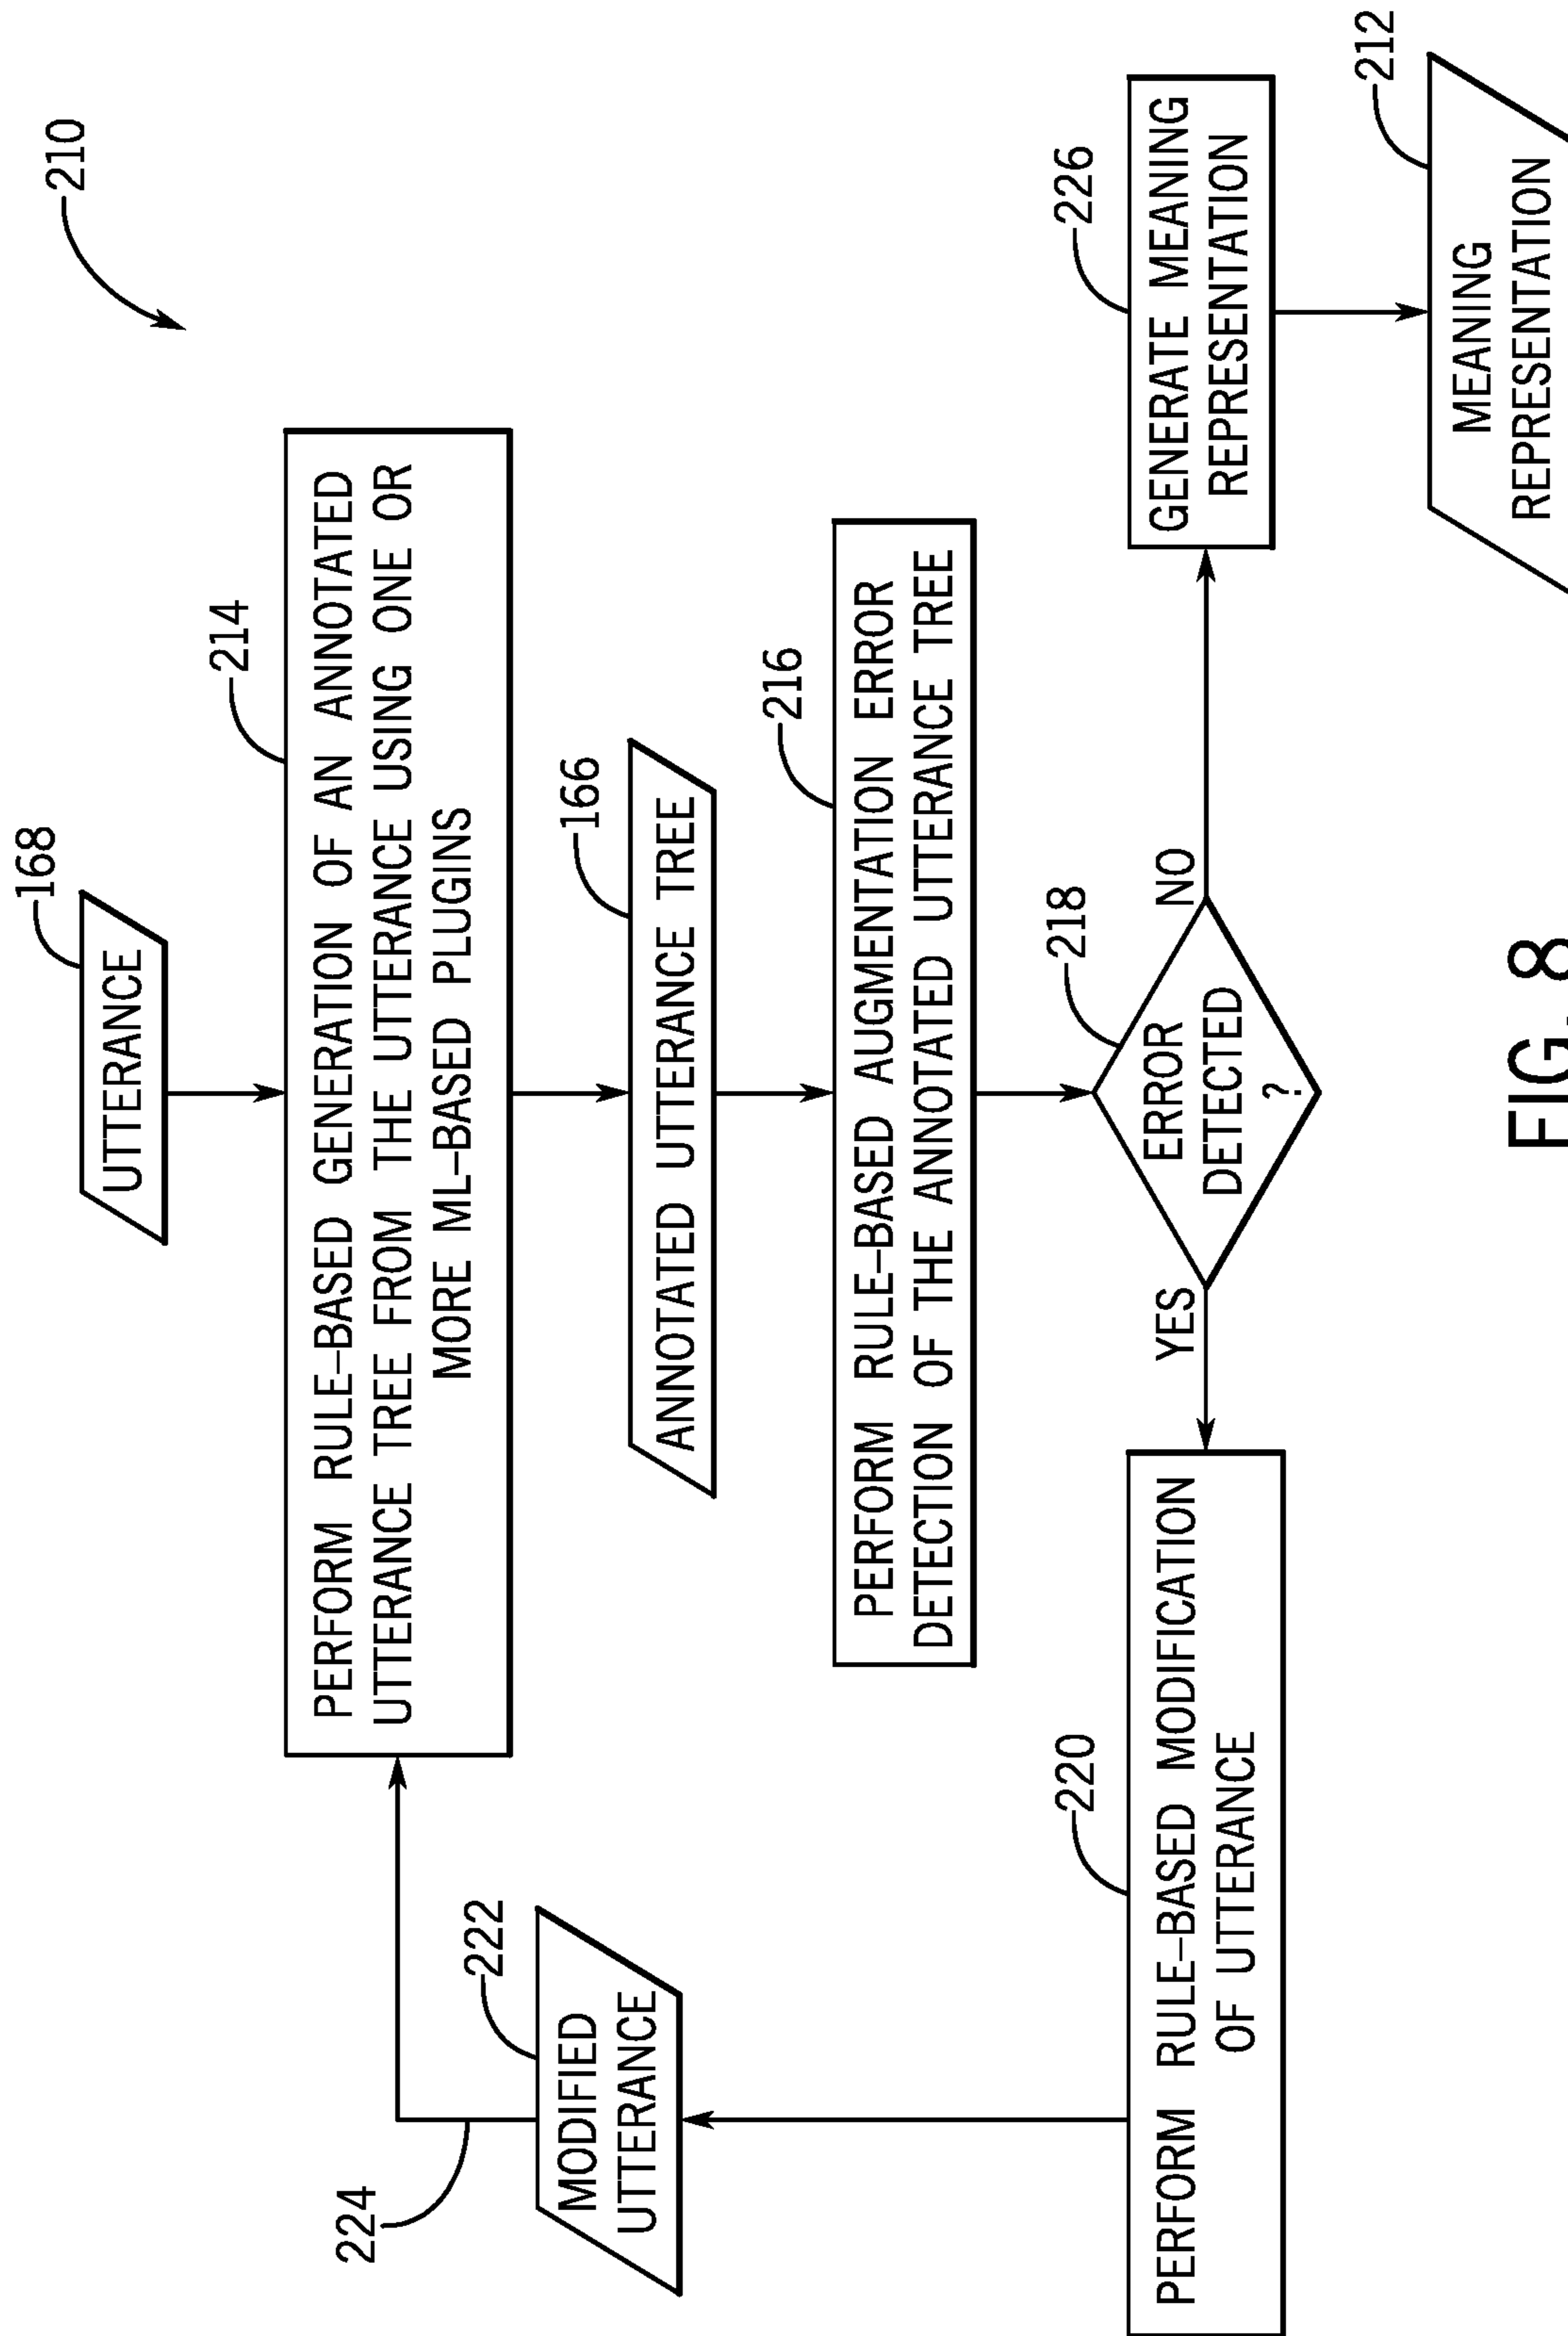 210
168
UTTERANCE
214
PERFORM RULE-BASED GENERATION OF AN ANNOTATED
UTTERANCE TREE FROM THE UTTERANCE USING ONE OR
MORE ML-BASED PLUGINS
166
ANNOTATED UTTERANCE TREE
216
PERFORM RULE-BASED AUGMENTATION ERROR
DETECTION OF THE ANNOTATED UTTERANCE TREE
218
ERROR
DETECTED
?
YES
NO
220
PERFORM RULE-BASED MODIFICATION
OF UTTERANCE
222
MODIFIED
UTTERANCE
224
226
GENERATE MEANING
REPRESENTATION
212
MEANING
REPRESENTATION
FIG. 8